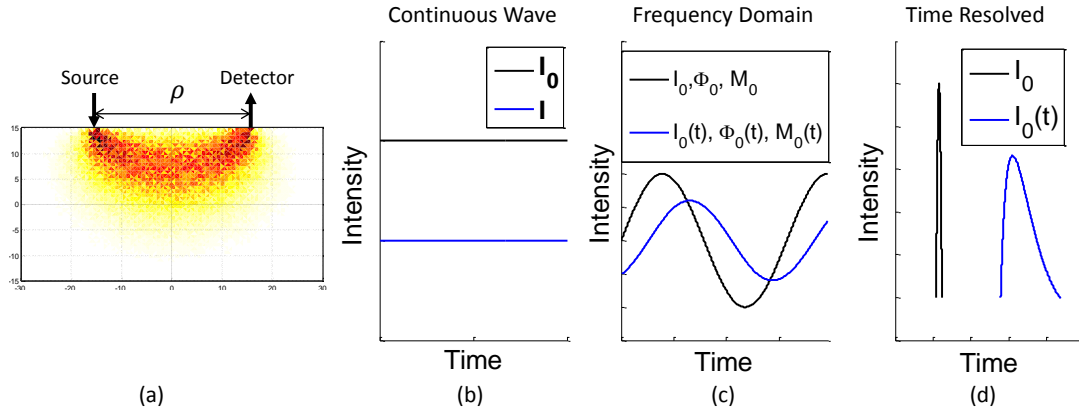 Continuous Wave
Frequency Domain
Time Resolved
Source
Detector
ρ
15
10
5
0
-5
-10
-15
-30
-20
-10
0
10
20
30
(a)
Intensity
I0
I
Time
(b)
Intensity
I0,Φ0, M0
I0(t), Φ0(t), M0(t)
Time
(c)
Intensity
I0
I0(t)
Time
(d)